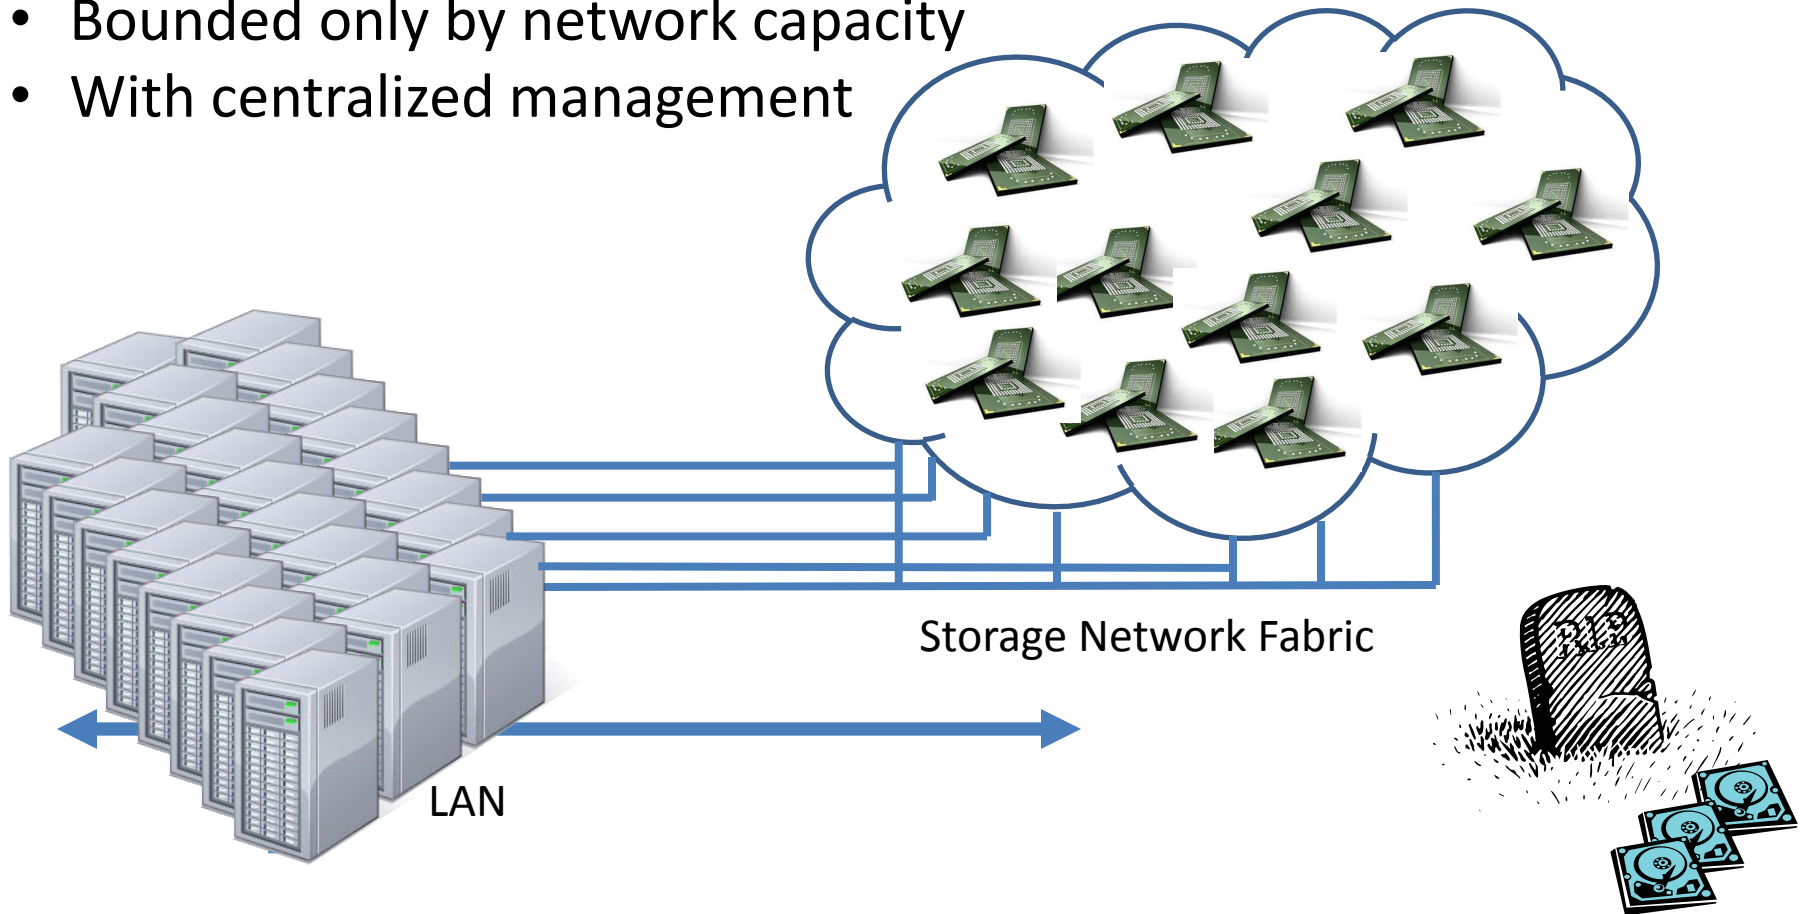 • Bounded only by network capacity
• With centralized management
Storage Network Fabric
RIP
LAN